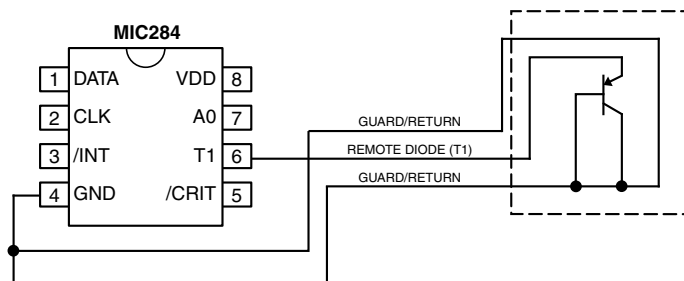 MIC284
1 DATA VDD 8
2 CLK A0 7
3 /INT T1 6
4 GND /CRIT 5
GUARD/RETURN
REMOTE DIODE (T1)
GUARD/RETURN